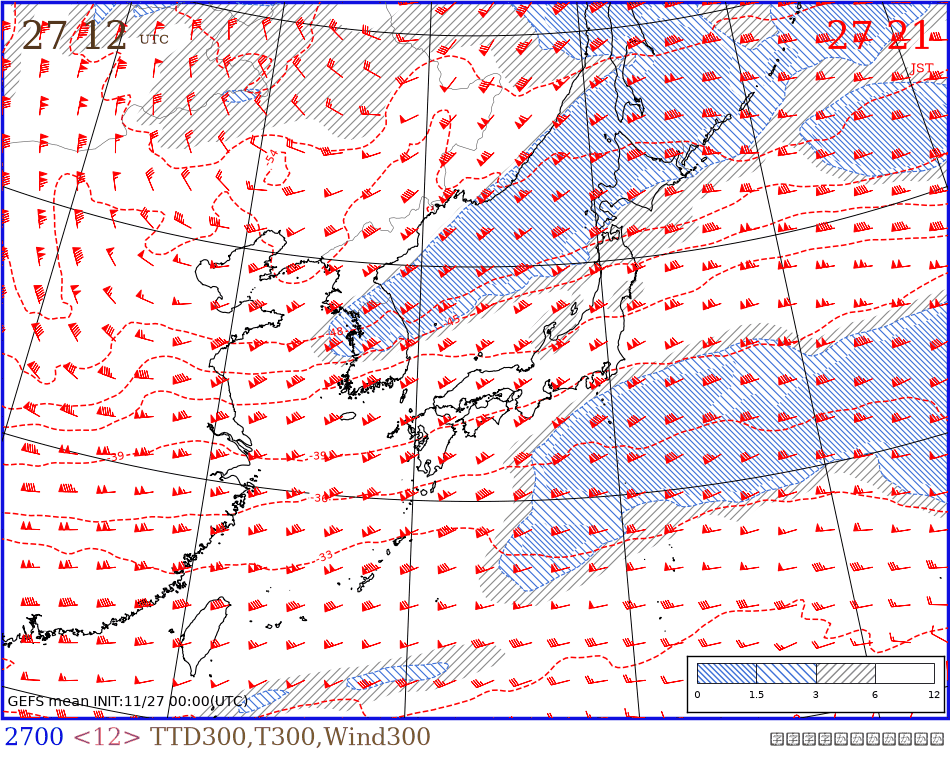 27 12 UTC
27 21
JST
-54
-48
-45
-39
-39
-36
-33
0 1.5 3 6 12
GEFS mean INIT:11/27 00:00(UTC)
2700 <12> TTD300,T300,Wind300